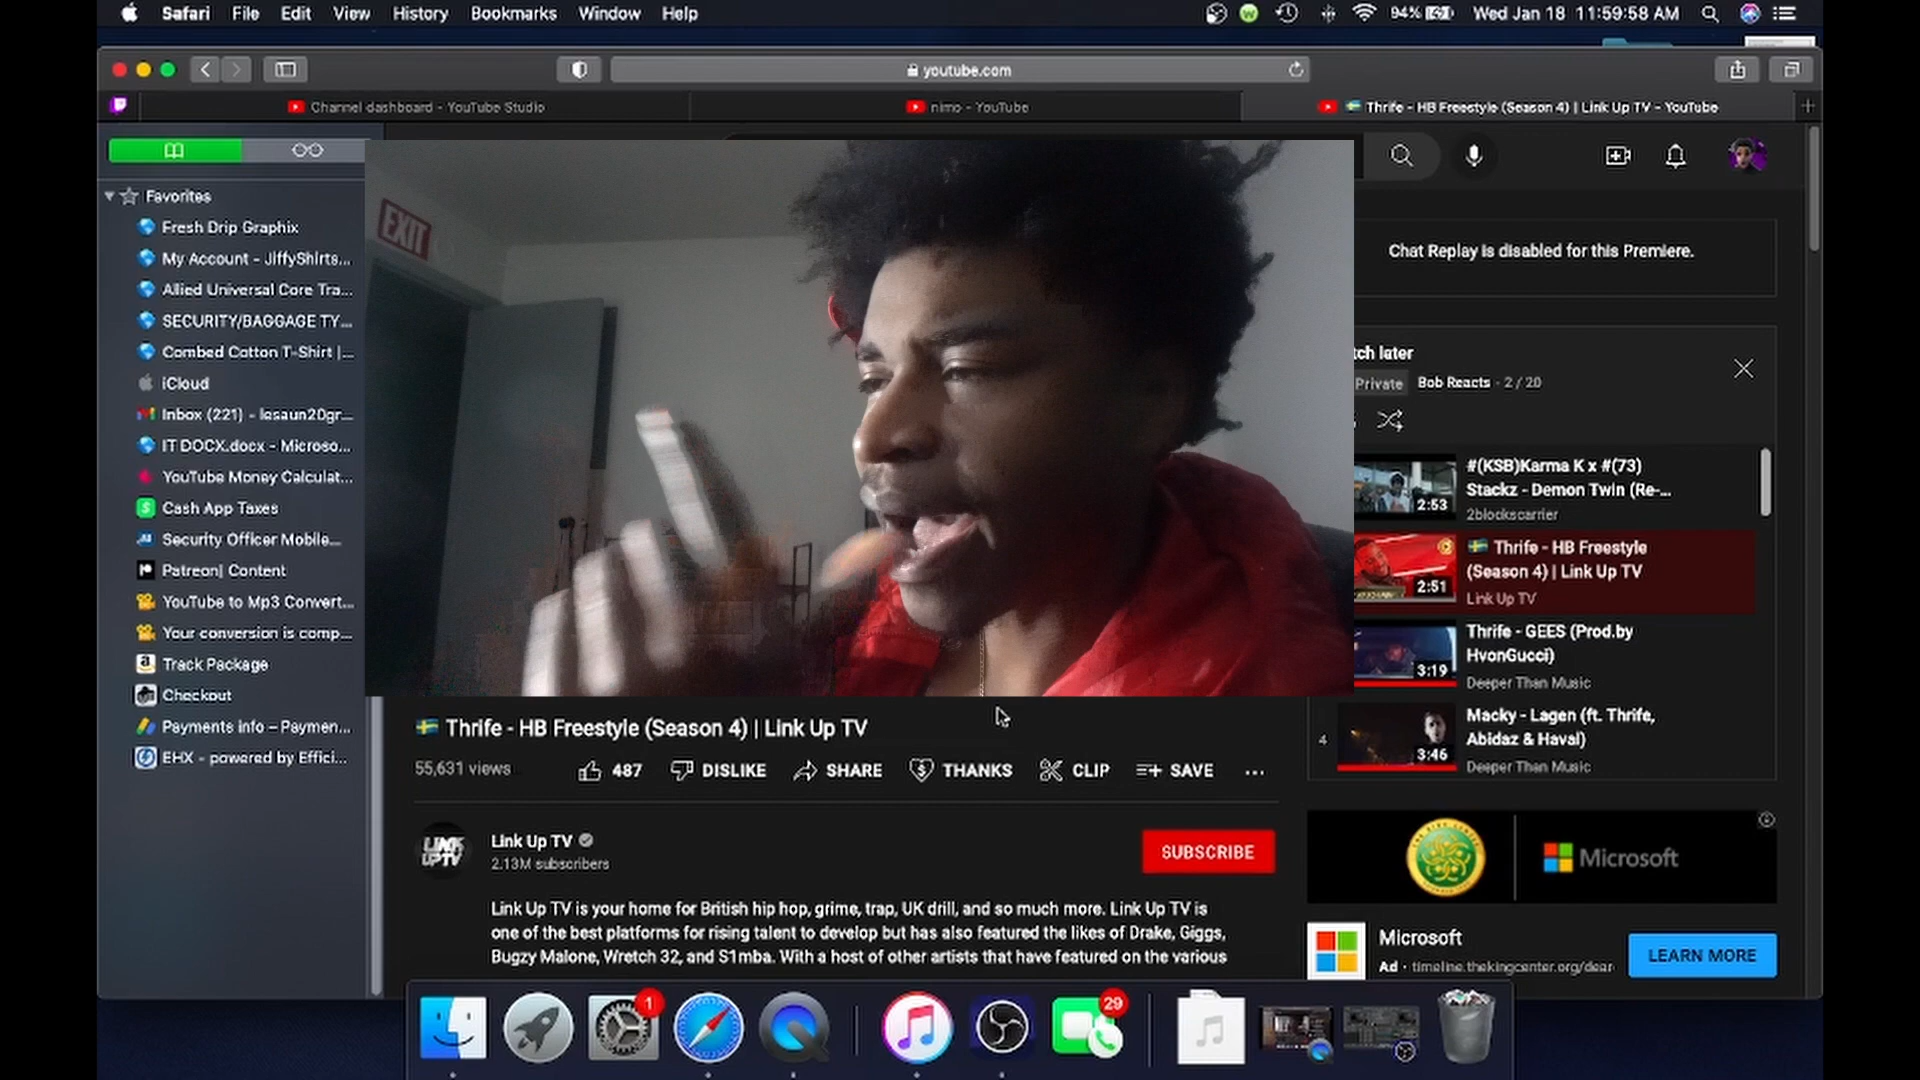 Safari File Edit View History Bookmarks Window Help
94% Wed Jan 18 11:59:58 AM
youtube.com
Channel dashboard - YouTube Studio
nimo - YouTube
🇸🇪 Thrife - HB Freestyle (Season 4) | Link Up TV - YouTube
Favorites
Fresh Drip Graphix
My Account - JiffyShirts...
Allied Universal Core Tra...
SECURITY/BAGGAGE TY...
Combed Cotton T-Shirt |...
iCloud
Inbox (221) - lesaun20gr...
IT DOCX.docx - Microso...
YouTube Money Calculat...
Cash App Taxes
Security Officer Mobile...
Patreon| Content
YouTube to Mp3 Convert...
Your conversion is comp...
Track Package
Checkout
Payments info – Paymen...
EHX - powered by Effici...
EXIT
Chat Replay is disabled for this Premiere.
tch later
Private Bob Reacts - 2 / 20
#(KSB)Karma K x #(73)
Stackz - Demon Twin (Re-...
2blockscarrier
2:53
🇸🇪 Thrife - HB Freestyle
(Season 4) | Link Up TV
Link Up TV
2:51
Thrife - GEES (Prod.by
HvonGucci)
Deeper Than Music
3:19
4
Macky - Lagen (ft. Thrife,
Abidaz & Haval)
Deeper Than Music
3:46
🇸🇪 Thrife - HB Freestyle (Season 4) | Link Up TV
55,631 views
487 DISLIKE SHARE THANKS CLIP SAVE ...
LINK UPTV
Link Up TV
2.13M subscribers
SUBSCRIBE
Link Up TV is your home for British hip hop, grime, trap, UK drill, and so much more. Link Up TV is
one of the best platforms for rising talent to develop but has also featured the likes of Drake, Giggs,
Bugzy Malone, Wretch 32, and S1mba. With a host of other artists that have featured on the various
Microsoft
Microsoft
Ad · timeline.thekingcenter.org/dear
LEARN MORE
1
29